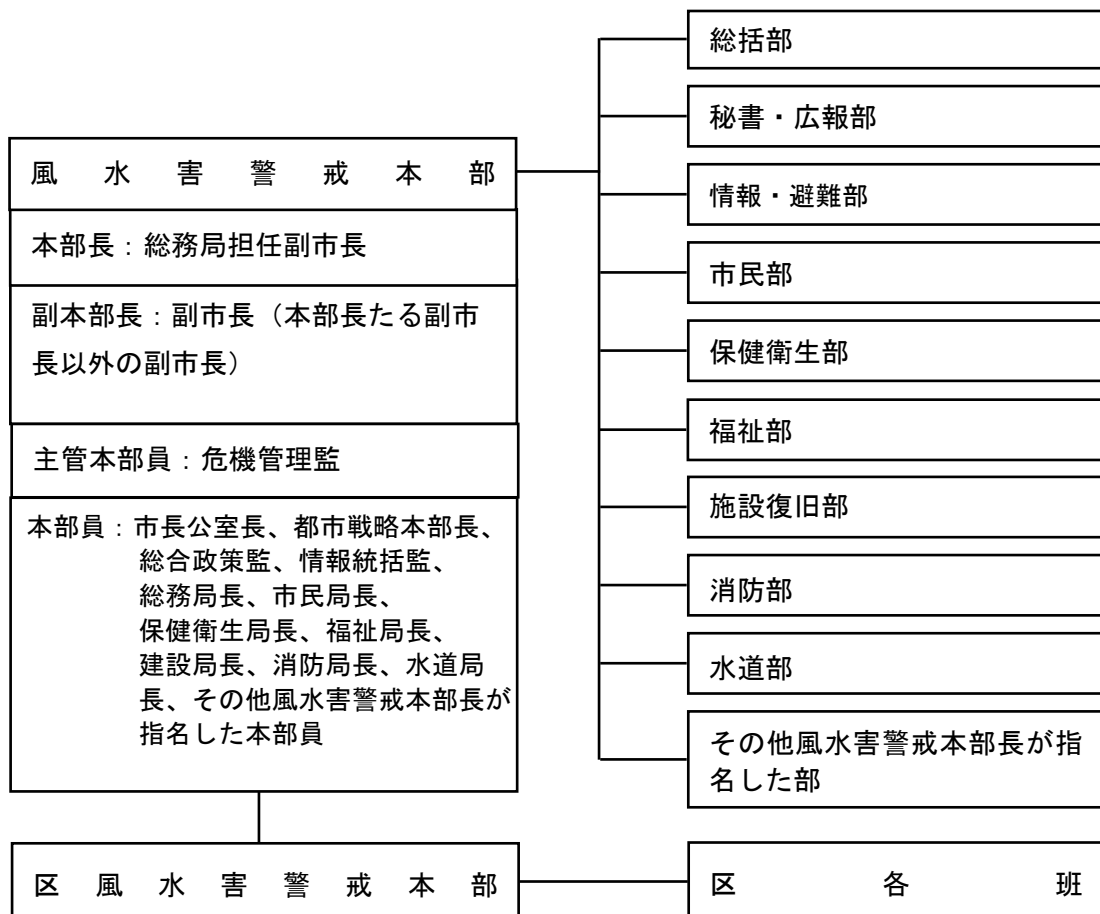 風水害警戒本部
本部長：総務局担任副市長
副本部長：副市長（本部長たる副市
長以外の副市長）
主管本部員：危機管理監
本部員：市長公室長、都市戦略本部長、
総合政策監、情報統括監、
総務局長、市民局長、
保健衛生局長、福祉局長、
建設局長、消防局長、水道局
長、その他風水害警戒本部長が
指名した本部員
総括部
秘書・広報部
情報・避難部
市民部
保健衛生部
福祉部
施設復旧部
消防部
水道部
その他風水害警戒本部長が指
名した部
区風水害警戒本部
区各班